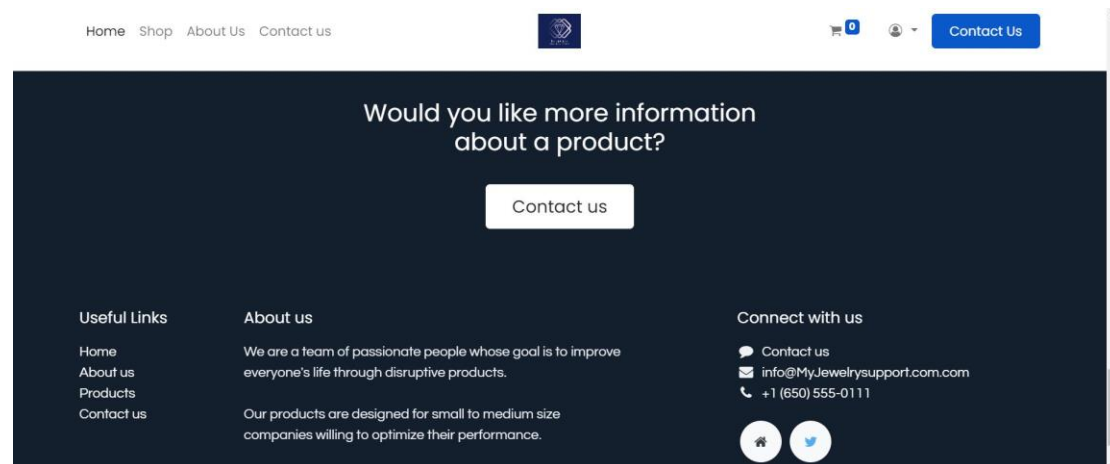 Home Shop About Us Contact us
0
Contact Us
Would you like more information
about a product?
Contact us
Useful Links
Home
About us
Products
Contact us
About us
We are a team of passionate people whose goal is to improve
everyone's life through disruptive products.
Our products are designed for small to medium size
companies willing to optimize their performance.
Connect with us
Contact us
info@MyJewelrysupport.com.com
+1 (650) 555-0111